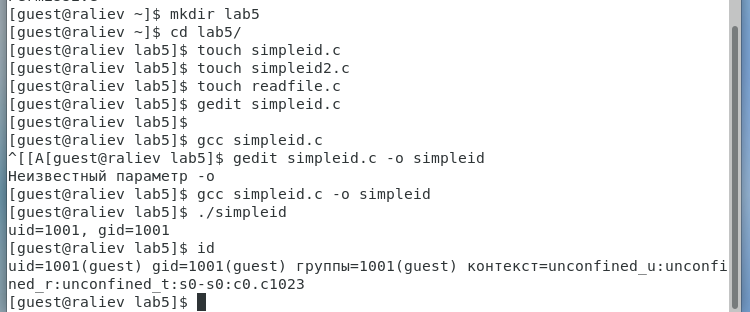 [guest@raliev ~]$ mkdir lab5
[guest@raliev ~]$ cd lab5/
[guest@raliev lab5]$ touch simpleid.c
[guest@raliev lab5]$ touch simpleid2.c
[guest@raliev lab5]$ touch readfile.c
[guest@raliev lab5]$ gedit simpleid.c
[guest@raliev lab5]$
[guest@raliev lab5]$ gcc simpleid.c
^[[A[guest@raliev lab5]$ gedit simpleid.c -o simpleid
Неизвестный параметр -o
[guest@raliev lab5]$ gcc simpleid.c -o simpleid
[guest@raliev lab5]$ ./simpleid
uid=1001, gid=1001
[guest@raliev lab5]$ id
uid=1001(guest) gid=1001(guest) группы=1001(guest) контекст=unconfined_u:unconfi
ned_r:unconfined_t:s0-s0:c0.c1023
[guest@raliev lab5]$